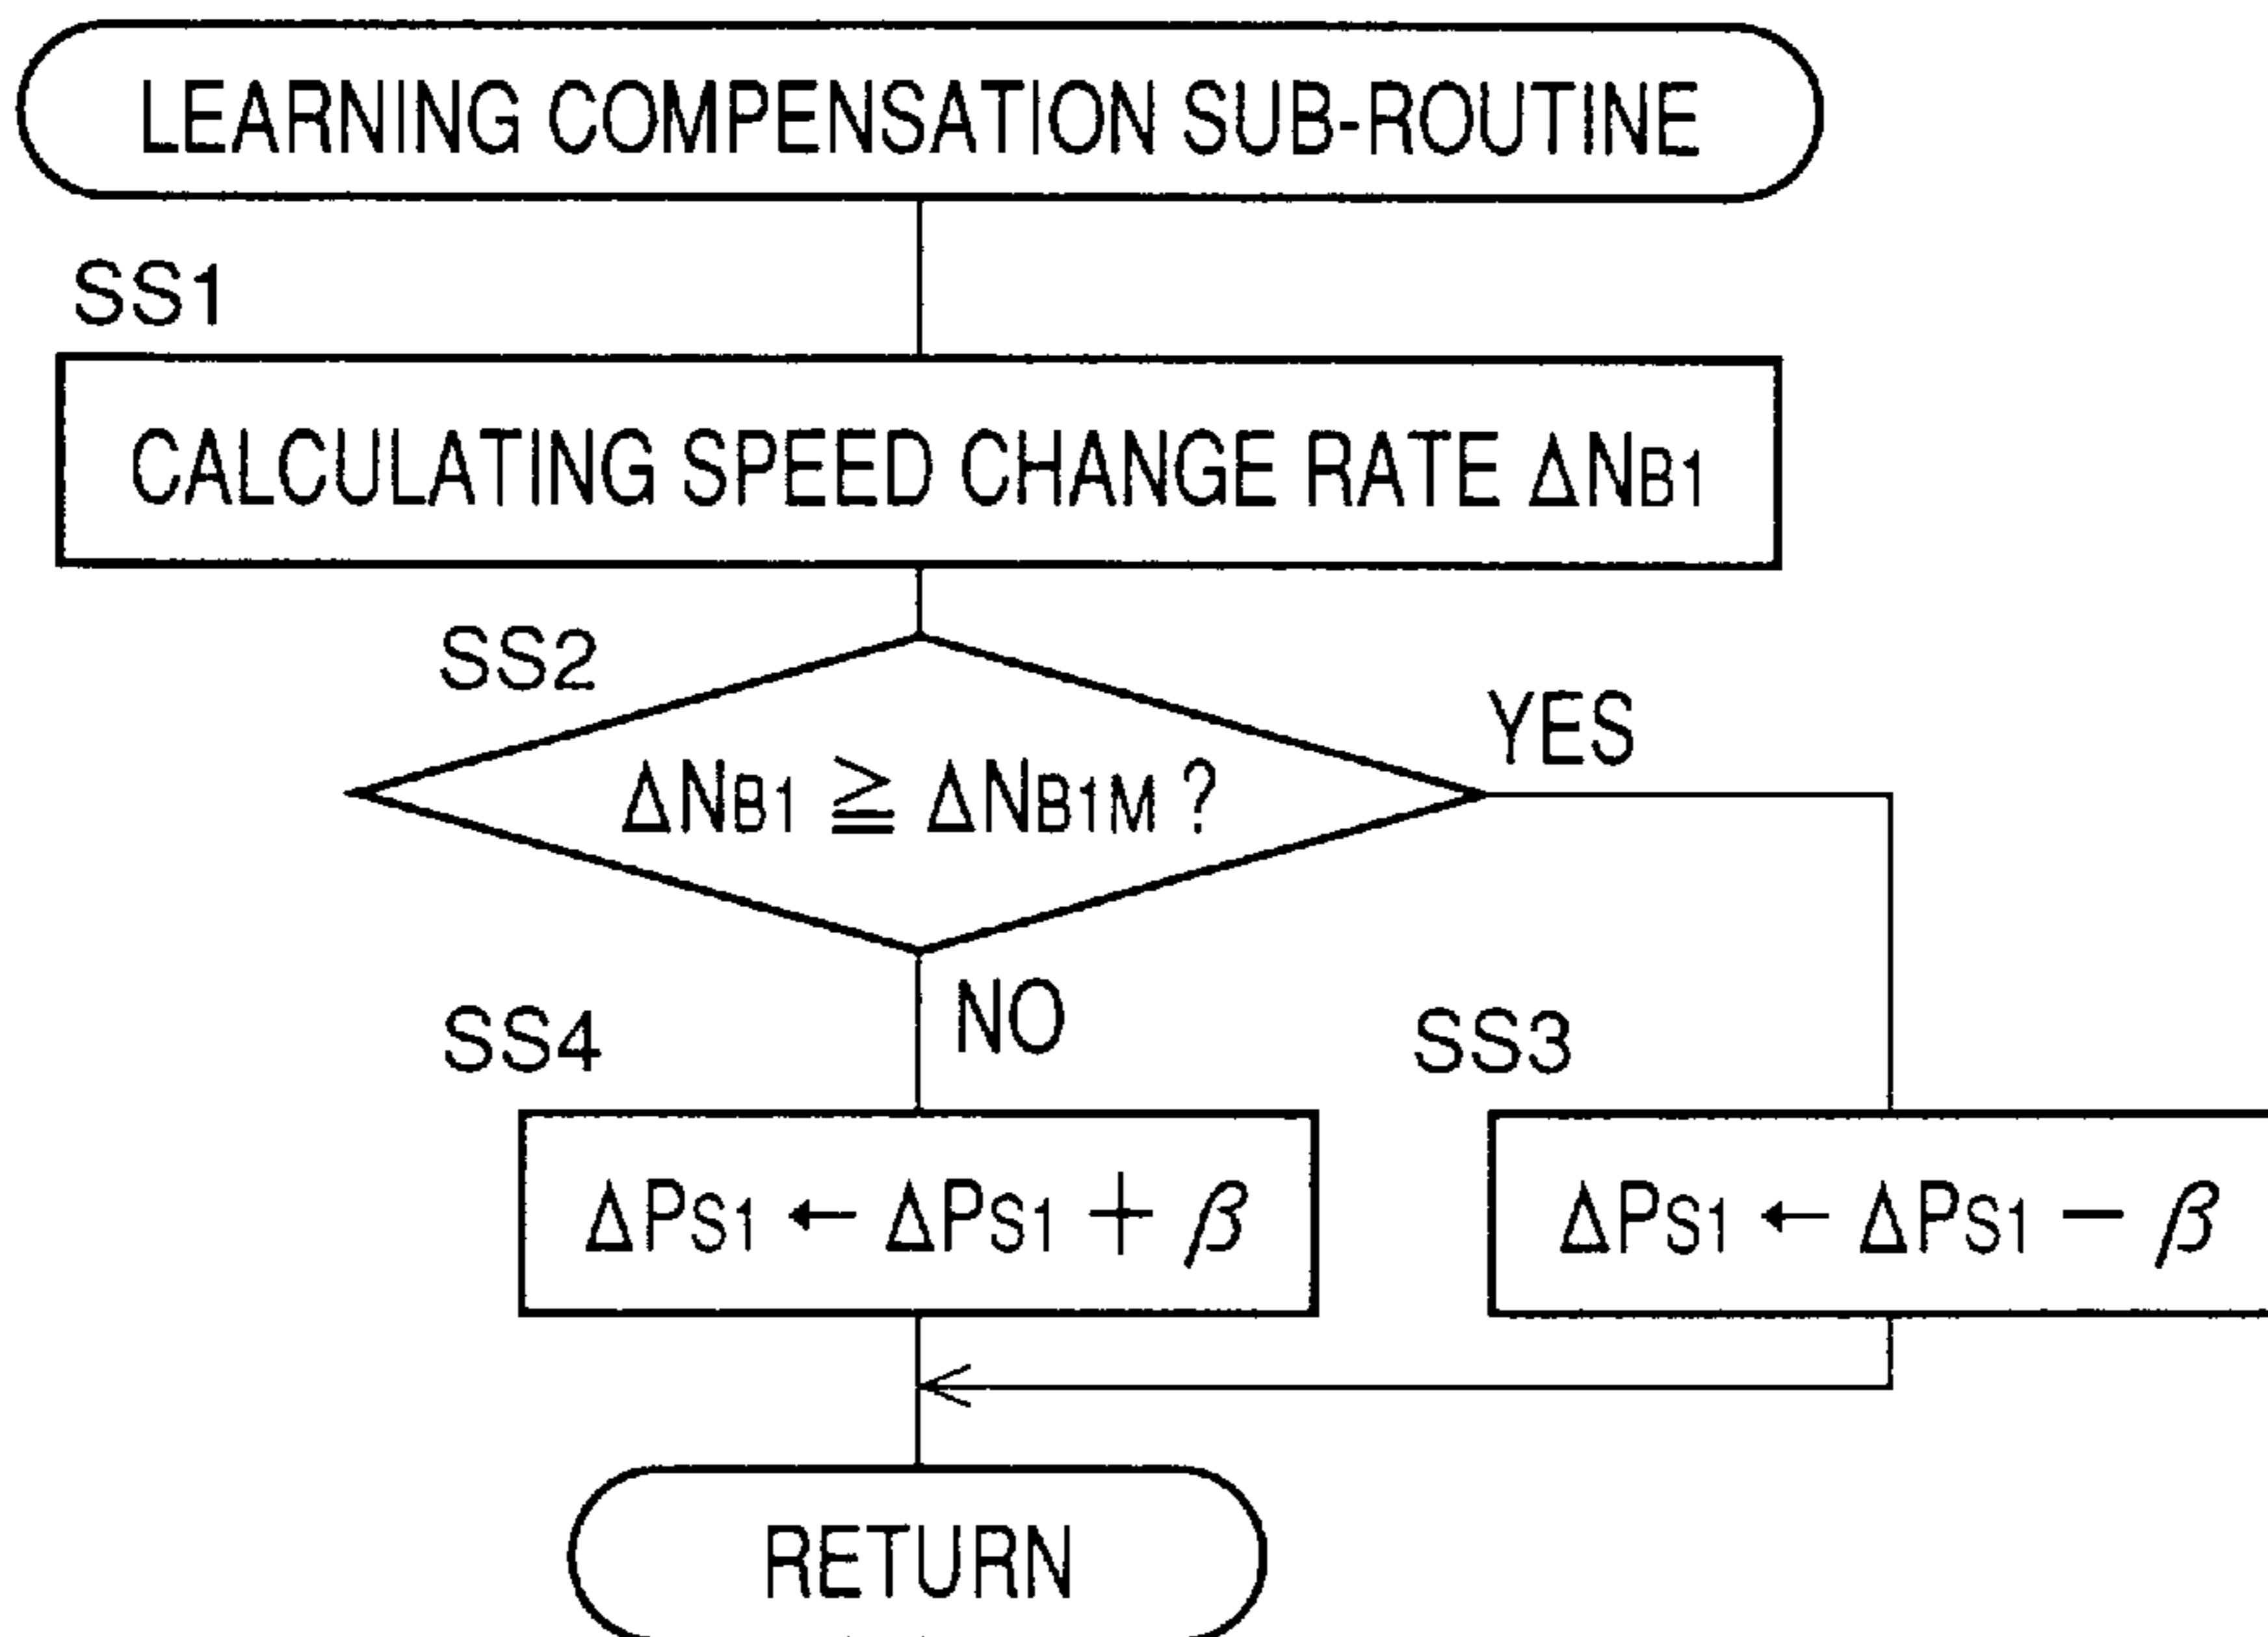 LEARNING COMPENSATION SUB-ROUTINE
SS1
CALCULATING SPEED CHANGE RATE ΔNB1
SS2
ΔNB1 ≧ ΔNB1M ?
YES
NO
SS4
SS3
ΔPS1 ← ΔPS1 + β
ΔPS1 ← ΔPS1 − β
RETURN